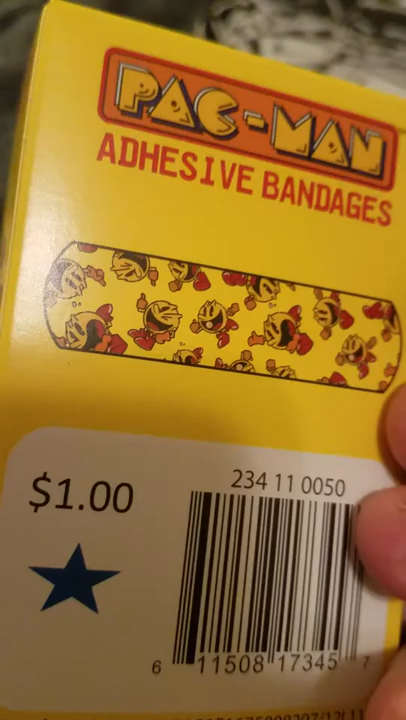 PAC-MAN
ADHESIVE BANDAGES
$1.00
234 11 0050
6 11508 17345 7